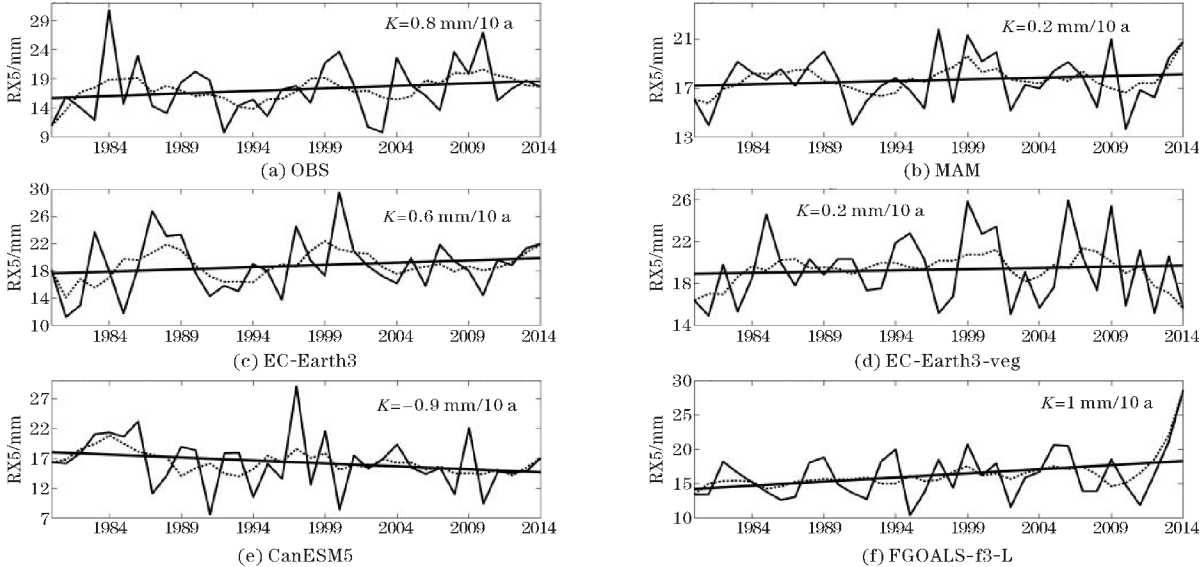 K=0.8 mm/10 a
RX5/mm
29
24
19
14
9
1984 1989 1994 1999 2004 2009 2014
(a) OBS
K=0.2 mm/10 a
RX5/mm
21
17
13
1984 1989 1994 1999 2004 2009 2014
(b) MAM
K=0.6 mm/10 a
RX5/mm
30
26
22
18
14
10
1984 1989 1994 1999 2004 2009 2014
(c) EC-Earth3
K=0.2 mm/10 a
RX5/mm
26
22
18
14
1984 1989 1994 1999 2004 2009 2014
(d) EC-Earth3-veg
K=-0.9 mm/10 a
RX5/mm
27
22
17
12
7
1984 1989 1994 1999 2004 2009 2014
(e) CanESM5
K=1 mm/10 a
RX5/mm
30
25
20
15
10
1984 1989 1994 1999 2004 2009 2014
(f) FGOALS-f3-L